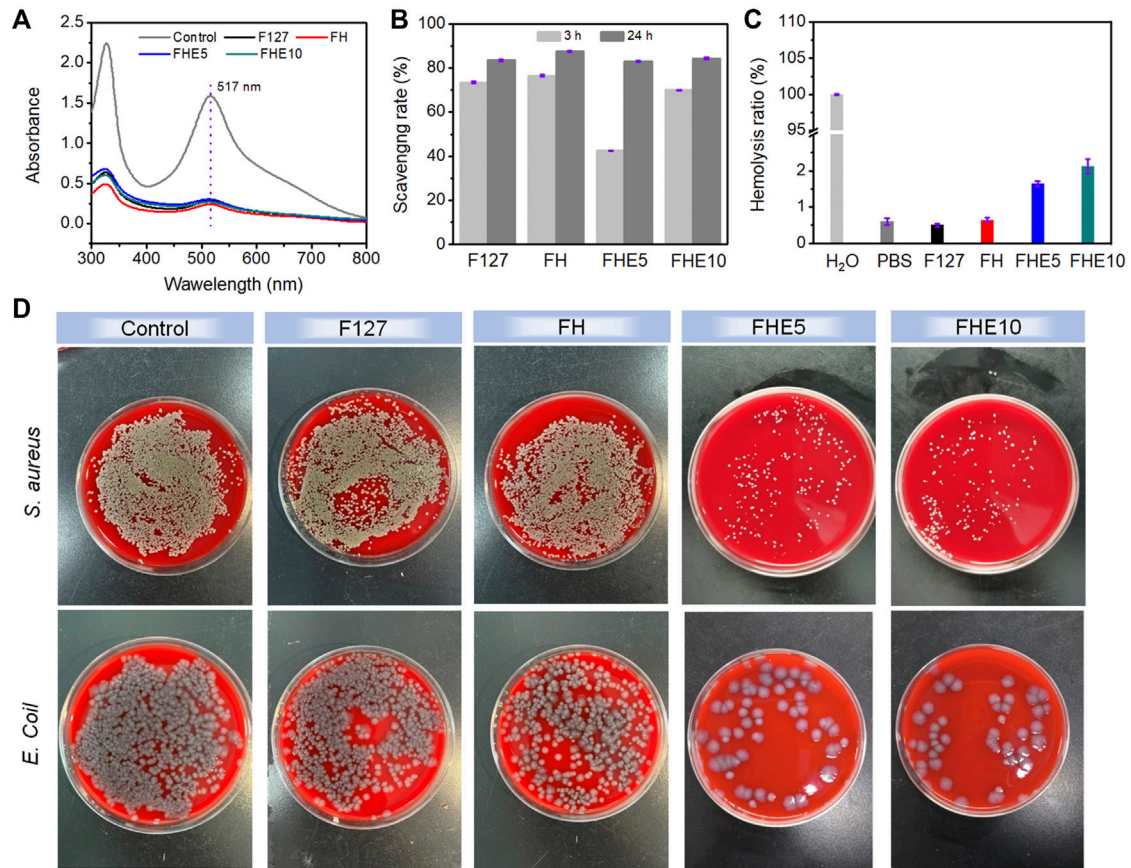 A
Control F127 FH
FHE5 FHE10
517 nm
Absorbance
2.5
2.0
1.5
1.0
0.5
0.0
300 400 500 600 700 800
Wavelength (nm)
B
3 h 24 h
Scavengng rate (%)
100
80
60
40
20
0
F127 FH FHE5 FHE10
C
Hemolysis ratio (%)
100
95
2
1
0
H₂O PBS F127 FH FHE5 FHE10
D
Control F127 FH FHE5 FHE10
S. aureus
E. Coil